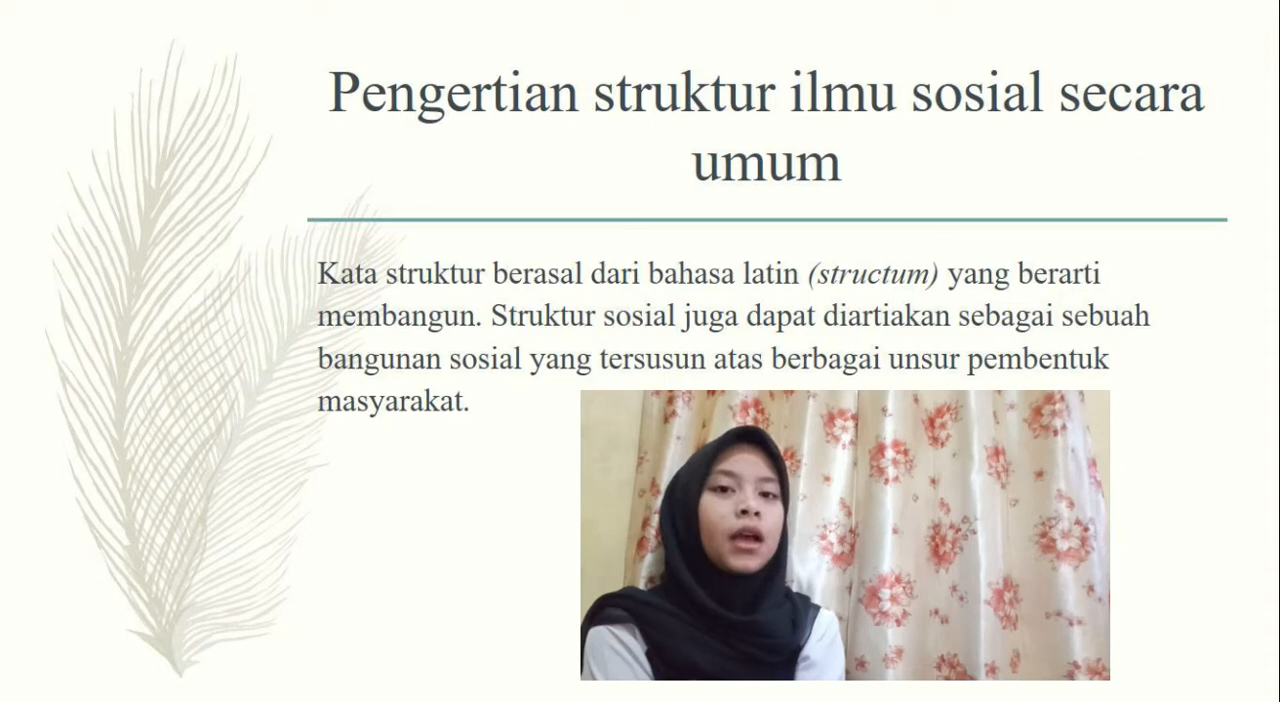 Pengertian struktur ilmu sosial secara
umum
Kata struktur berasal dari bahasa latin (structum) yang berarti
membangun. Struktur sosial juga dapat diartiakan sebagai sebuah
bangunan sosial yang tersusun atas berbagai unsur pembentuk
masyarakat.